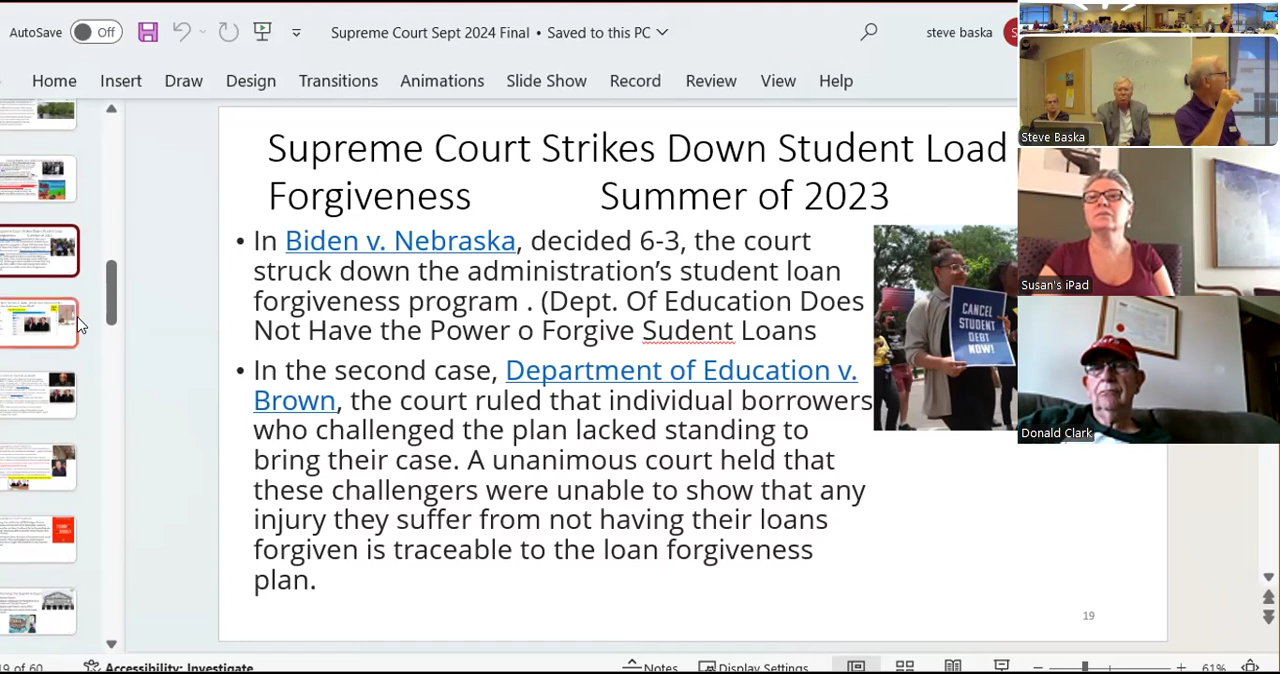 AutoSave Off Supreme Court Sept 2024 Final • Saved to this PC steve baska
Home Insert Draw Design Transitions Animations Slide Show Record Review View Help
Supreme Court Strikes Down Student Load
Forgiveness Summer of 2023
• In Biden v. Nebraska, decided 6-3, the court
struck down the administration’s student loan
forgiveness program . (Dept. Of Education Does
Not Have the Power o Forgive Sudent Loans
• In the second case, Department of Education v.
Brown, the court ruled that individual borrowers
who challenged the plan lacked standing to
bring their case. A unanimous court held that
these challengers were unable to show that any
injury they suffer from not having their loans
forgiven is traceable to the loan forgiveness
plan.
19
CANCEL
STUDENT
DEBT
NOW!
Steve Baska
Susan's iPad
Donald Clark
19 of 60 Accessibility: Investigate Notes Display Settings 61%